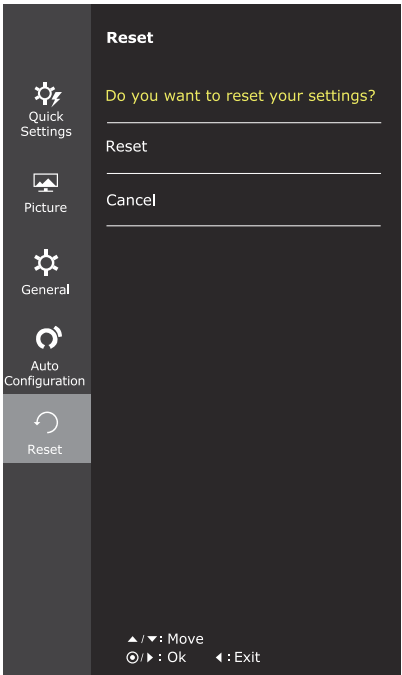 Reset
Do you want to reset your settings?
Reset
Cancel
Quick
Settings
Picture
General
Auto
Configuration
Reset
▲/▼: Move
◉/▶: Ok ◀:Exit